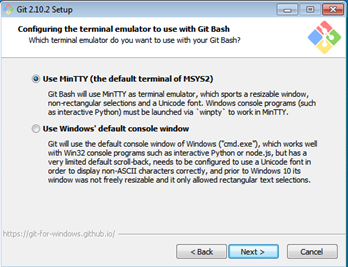 Git 2.10.2 Setup
Configuring the terminal emulator to use with Git Bash
Which terminal emulator do you want to use with your Git Bash?
Use MinTTY (the default terminal of MSYS2)
Git Bash will use MinTTY as terminal emulator, which sports a resizable window,
non-rectangular selections and a Unicode font. Windows console programs (such
as interactive Python) must be launched via `winpty` to work in MinTTY.
Use Windows' default console window
Git will use the default console window of Windows ("cmd.exe"), which works well
with Win32 console programs such as interactive Python or node.js, but has a
very limited default scroll-back, needs to be configured to use a Unicode font in
order to display non-ASCII characters correctly, and prior to Windows 10 its
window was not freely resizable and it only allowed rectangular text selections.
https://git-for-windows.github.io/
< Back
Next >
Cancel